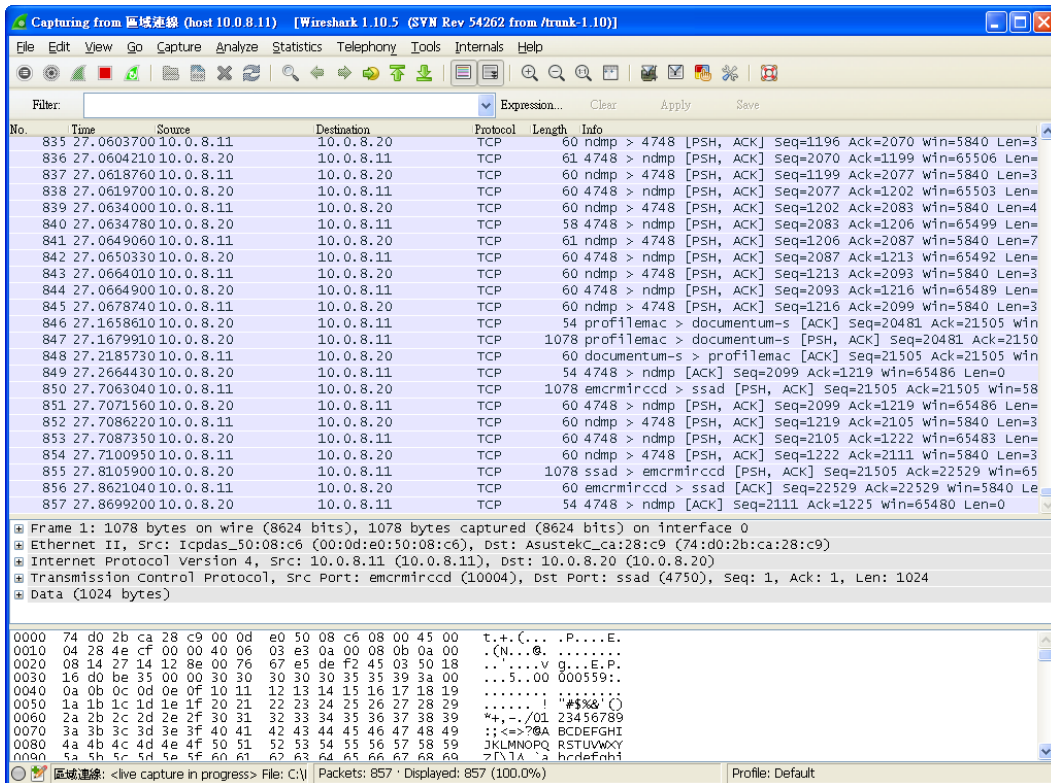 Capturing from 區域連線 (host 10.0.8.11) [Wireshark 1.10.5 (SVN Rev 54262 from /trunk-1.10)]
File Edit View Go Capture Analyze Statistics Telephony Tools Internals Help
Filter: Expression... Clear Apply Save
No. Time Source Destination Protocol Length Info
835 27.0603700 10.0.8.11 10.0.8.20 TCP 60 ndmp > 4748 [PSH, ACK] Seq=1196 Ack=2070 Win=5840 Len=3
836 27.0604210 10.0.8.20 10.0.8.11 TCP 61 4748 > ndmp [PSH, ACK] Seq=2070 Ack=1199 Win=65506 Len=
837 27.0618760 10.0.8.11 10.0.8.20 TCP 60 ndmp > 4748 [PSH, ACK] Seq=1199 Ack=2077 Win=5840 Len=3
838 27.0619700 10.0.8.20 10.0.8.11 TCP 60 4748 > ndmp [PSH, ACK] Seq=2077 Ack=1202 Win=65503 Len=
839 27.0634000 10.0.8.11 10.0.8.20 TCP 60 ndmp > 4748 [PSH, ACK] Seq=1202 Ack=2083 Win=5840 Len=4
840 27.0634780 10.0.8.20 10.0.8.11 TCP 58 4748 > ndmp [PSH, ACK] Seq=2083 Ack=1206 Win=65499 Len=
841 27.0649060 10.0.8.11 10.0.8.20 TCP 61 ndmp > 4748 [PSH, ACK] Seq=1206 Ack=2087 Win=5840 Len=7
842 27.0650330 10.0.8.20 10.0.8.11 TCP 60 4748 > ndmp [PSH, ACK] Seq=2087 Ack=1213 Win=65492 Len=
843 27.0664010 10.0.8.11 10.0.8.20 TCP 60 ndmp > 4748 [PSH, ACK] Seq=1213 Ack=2093 Win=5840 Len=3
844 27.0664900 10.0.8.20 10.0.8.11 TCP 60 4748 > ndmp [PSH, ACK] Seq=2093 Ack=1216 Win=65489 Len=
845 27.0678740 10.0.8.11 10.0.8.20 TCP 60 ndmp > 4748 [PSH, ACK] Seq=1216 Ack=2099 Win=5840 Len=3
846 27.1658610 10.0.8.20 10.0.8.11 TCP 54 profilemac > documentum-s [ACK] Seq=20481 Ack=21505 Win
847 27.1679910 10.0.8.20 10.0.8.11 TCP 1078 profilemac > documentum-s [PSH, ACK] Seq=20481 Ack=2150
848 27.2185730 10.0.8.11 10.0.8.20 TCP 60 documentum-s > profilemac [ACK] Seq=21505 Ack=21505 Win
849 27.2664430 10.0.8.20 10.0.8.11 TCP 54 4748 > ndmp [ACK] Seq=2099 Ack=1219 Win=65486 Len=0
850 27.7063040 10.0.8.11 10.0.8.20 TCP 1078 emcrmirccd > ssad [PSH, ACK] Seq=21505 Ack=21505 Win=58
851 27.7071560 10.0.8.20 10.0.8.11 TCP 60 4748 > ndmp [PSH, ACK] Seq=2099 Ack=1219 Win=65486 Len=
852 27.7086220 10.0.8.11 10.0.8.20 TCP 60 ndmp > 4748 [PSH, ACK] Seq=1219 Ack=2105 Win=5840 Len=3
853 27.7087350 10.0.8.20 10.0.8.11 TCP 60 4748 > ndmp [PSH, ACK] Seq=2105 Ack=1222 Win=65483 Len=
854 27.7100950 10.0.8.11 10.0.8.20 TCP 60 ndmp > 4748 [PSH, ACK] Seq=1222 Ack=2111 Win=5840 Len=3
855 27.8105900 10.0.8.20 10.0.8.11 TCP 1078 ssad > emcrmirccd [PSH, ACK] Seq=21505 Ack=22529 Win=65
856 27.8621040 10.0.8.11 10.0.8.20 TCP 60 emcrmirccd > ssad [ACK] Seq=22529 Ack=22529 Win=5840 Le
857 27.8699200 10.0.8.20 10.0.8.11 TCP 54 4748 > ndmp [ACK] Seq=2111 Ack=1225 Win=65480 Len=0
Frame 1: 1078 bytes on wire (8624 bits), 1078 bytes captured (8624 bits) on interface 0
Ethernet II, Src: Icpdas_50:08:c6 (00:0d:e0:50:08:c6), Dst: AsustekC_ca:28:c9 (74:d0:2b:ca:28:c9)
Internet Protocol Version 4, Src: 10.0.8.11 (10.0.8.11), Dst: 10.0.8.20 (10.0.8.20)
Transmission Control Protocol, Src Port: emcrmirccd (10004), Dst Port: ssad (4750), Seq: 1, Ack: 1, Len: 1024
Data (1024 bytes)
0000 74 d0 2b ca 28 c9 00 0d e0 50 08 c6 08 00 45 00 t.+.(... .P....E.
0010 04 28 4e cf 00 00 40 06 03 e3 0a 00 08 0b 0a 00 .(N...@. ........
0020 08 14 27 14 12 8e 00 76 67 e5 de f2 45 03 50 18 ..'....v g...E.P.
0030 16 d0 be 35 00 00 30 30 30 30 30 35 35 39 3a 00 ...5..00 000559:.
0040 0a 0b 0c 0d 0e 0f 10 11 12 13 14 15 16 17 18 19 ........ ........
0050 1a 1b 1c 1d 1e 1f 20 21 22 23 24 25 26 27 28 29 ...... ! "#$%&'()
0060 2a 2b 2c 2d 2e 2f 30 31 32 33 34 35 36 37 38 39 *+,-./01 23456789
0070 3a 3b 3c 3d 3e 3f 40 41 42 43 44 45 46 47 48 49 :;<=>?@A BCDEFGHI
0080 4a 4b 4c 4d 4e 4f 50 51 52 53 54 55 56 57 58 59 JKLMNOPQ RSTUVWXY
0090 5a 5b 5c 5d 5e 5f 60 61 62 63 64 65 66 67 68 69 Z[\]^_`a bcdefghi
區域連線: <live capture in progress> File: C:\ Packets: 857 · Displayed: 857 (100.0%) Profile: Default